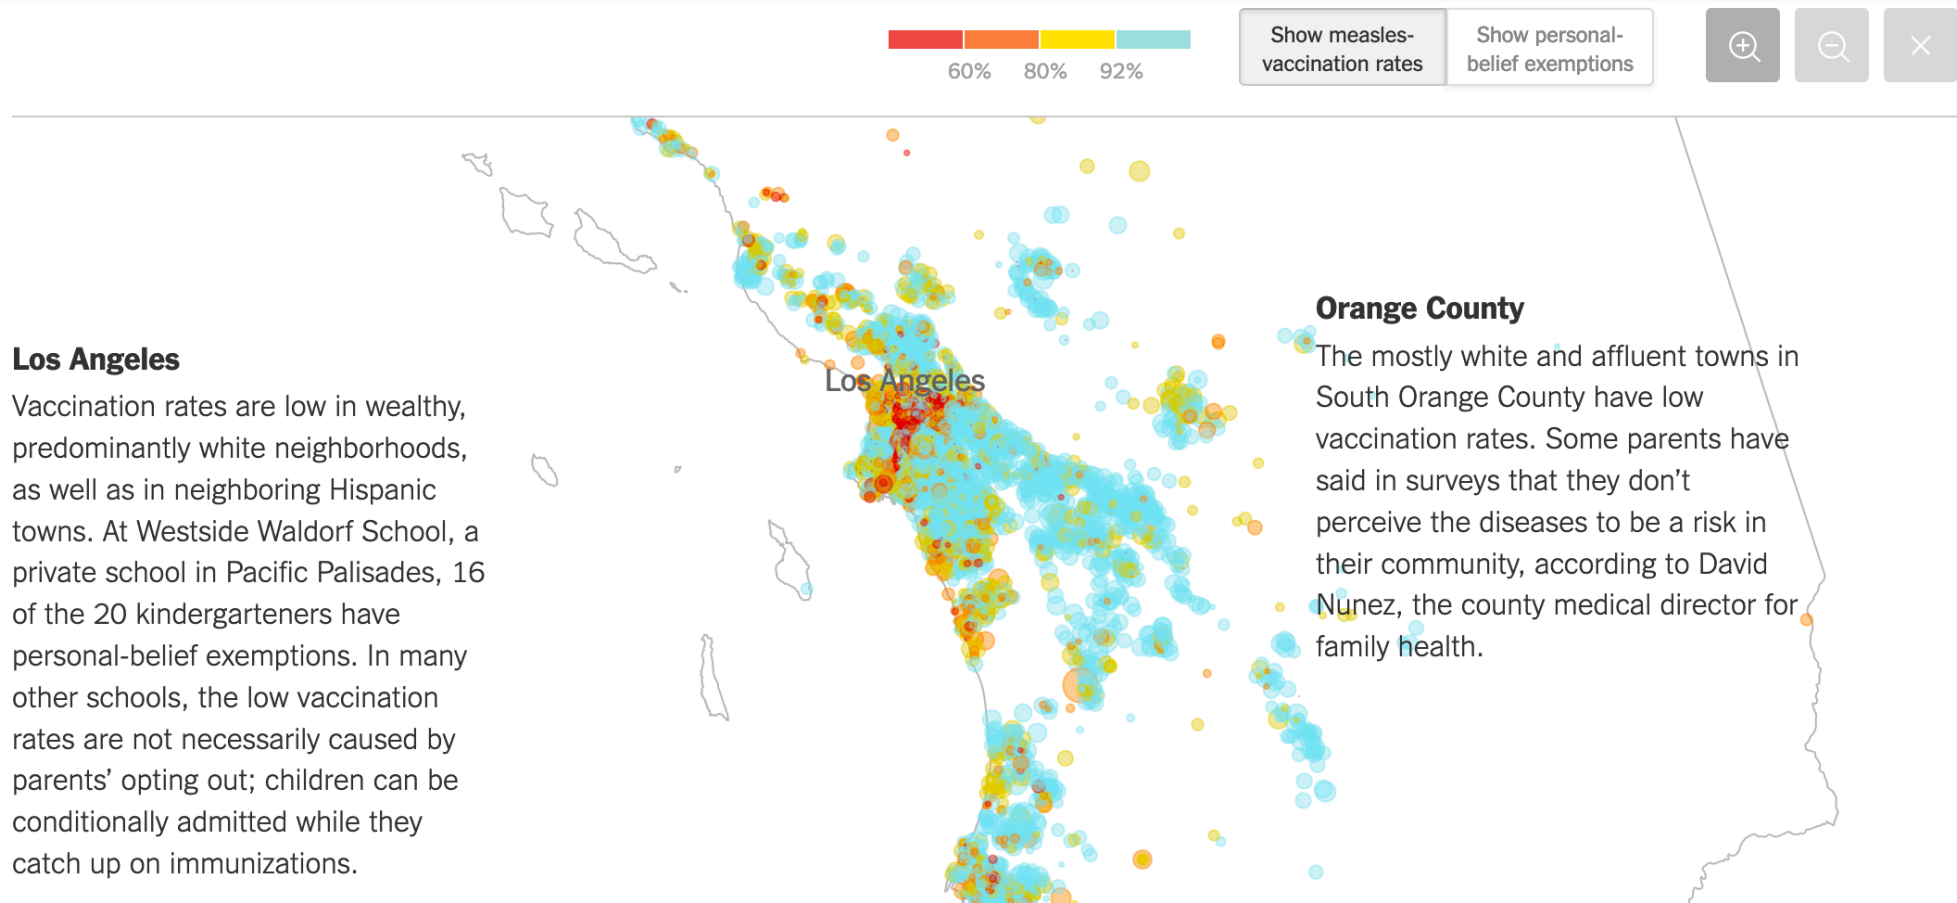 60% 80% 92%
Show measles-
vaccination rates
Show personal-
belief exemptions
Los Angeles
Los Angeles
Vaccination rates are low in wealthy,
predominantly white neighborhoods,
as well as in neighboring Hispanic
towns. At Westside Waldorf School, a
private school in Pacific Palisades, 16
of the 20 kindergarteners have
personal-belief exemptions. In many
other schools, the low vaccination
rates are not necessarily caused by
parents’ opting out; children can be
conditionally admitted while they
catch up on immunizations.
Orange County
The mostly white and affluent towns in
South Orange County have low
vaccination rates. Some parents have
said in surveys that they don’t
perceive the diseases to be a risk in
their community, according to David
Nunez, the county medical director for
family health.